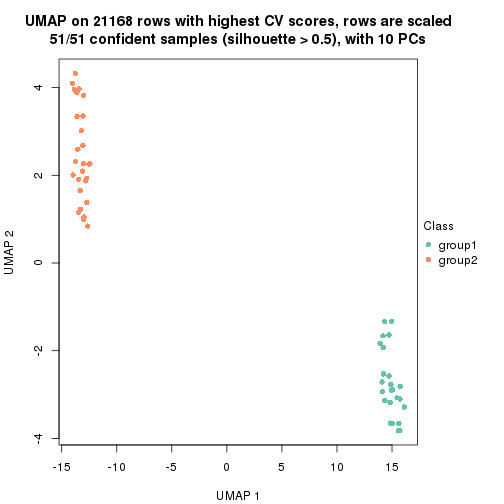 UMAP on 21168 rows with highest CV scores, rows are scaled
51/51 confident samples (silhouette > 0.5), with 10 PCs
4
2
0
-2
-4
UMAP 2
-15
-10
-5
0
5
10
15
UMAP 1
Class
group1
group2